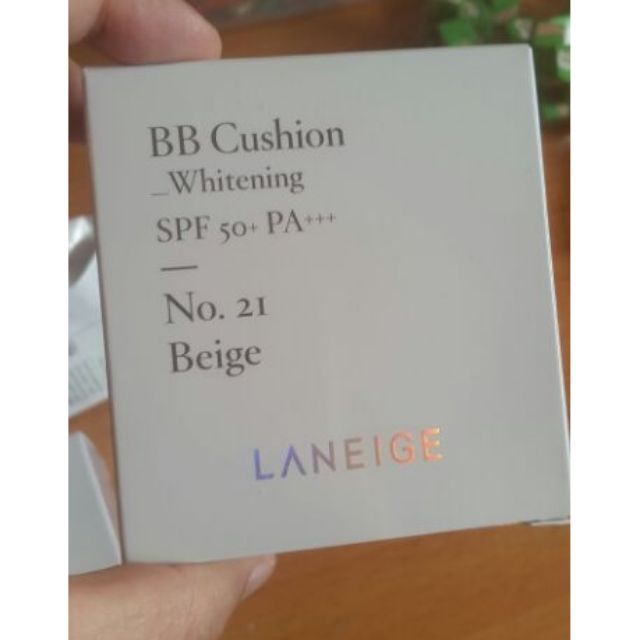 BB Cushion
_Whitening
SPF 50+ PA+++
—
No. 21
Beige
LANEIGE